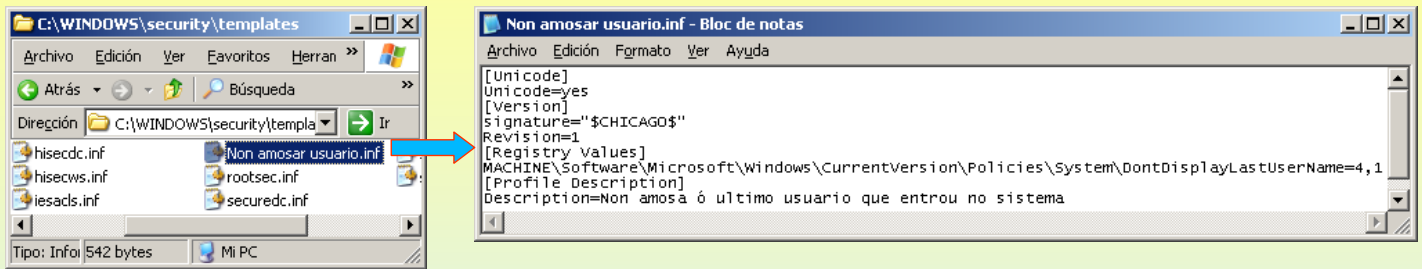 C:\WINDOWS\security\templates
Archivo Edición Ver Favoritos Herran »
Atrás Búsqueda »
Dirección C:\WINDOWS\security\templa Ir
hisecdc.inf Non amosar usuario.inf
hisecws.inf rootsec.inf
iesacls.inf securedc.inf
Tipo: Infor 542 bytes Mi PC
Non amosar usuario.inf - Bloc de notas
Archivo Edición Formato Ver Ayuda
[Unicode]
Unicode=yes
[Version]
signature="$CHICAGO$"
Revision=1
[Registry Values]
MACHINE\Software\Microsoft\Windows\CurrentVersion\Policies\System\DontDisplayLastUserName=4,1
[Profile Description]
Description=Non amosa ó ultimo usuario que entrou no sistema